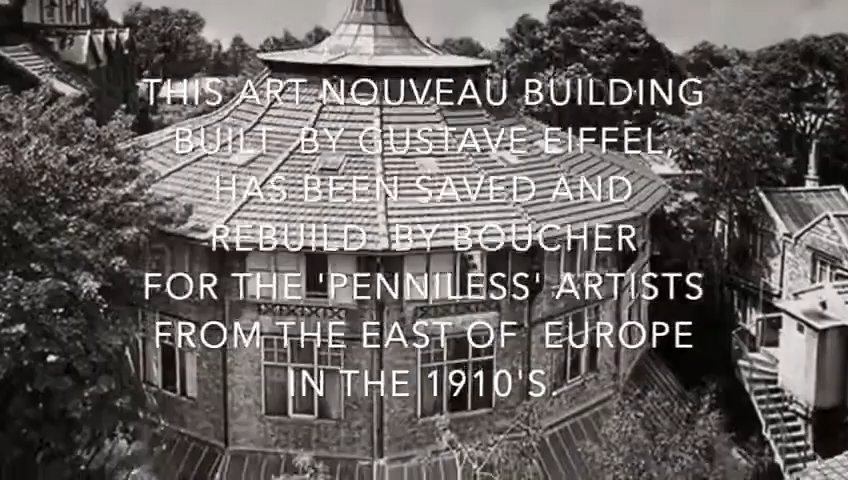 THIS ART NOUVEAU BUILDING
BUILT BY GUSTAVE EIFFEL,
HAS BEEN SAVED AND
REBUILD BY BOUCHER
FOR THE 'PENNILESS' ARTISTS
FROM THE EAST OF EUROPE
IN THE 1910'S.